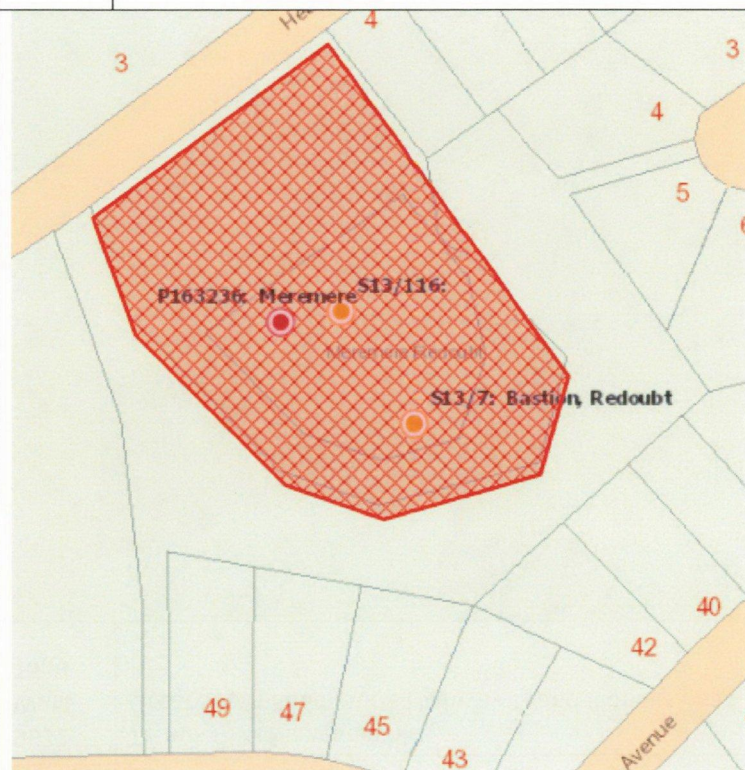 4
3
3
4
5
P163236: Meremere
S13/116:
Meremere Redoubt
S13/7: Bastion, Redoubt
40
42
49
47
45
43
Avenue